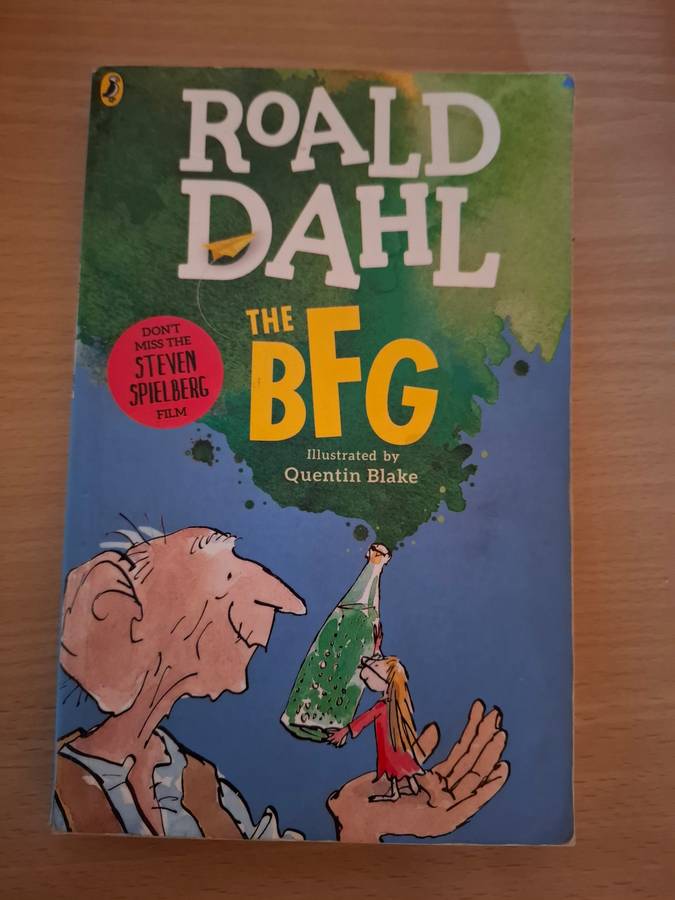 ROALD
DAHL
THE
BFG
DON'T
MISS THE
STEVEN
SPIELBERG
FILM
Illustrated by
Quentin Blake